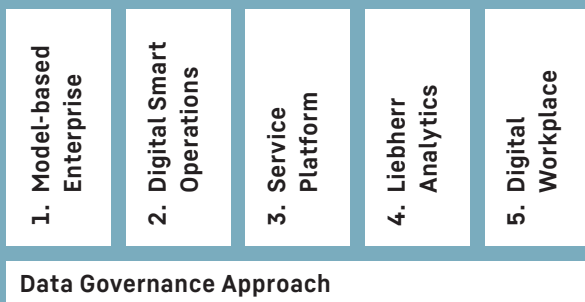 1. Model-based
Enterprise
2. Digital Smart
Operations
3. Service
Platform
4. Liebherr
Analytics
5. Digital
Workplace
Data Governance Approach